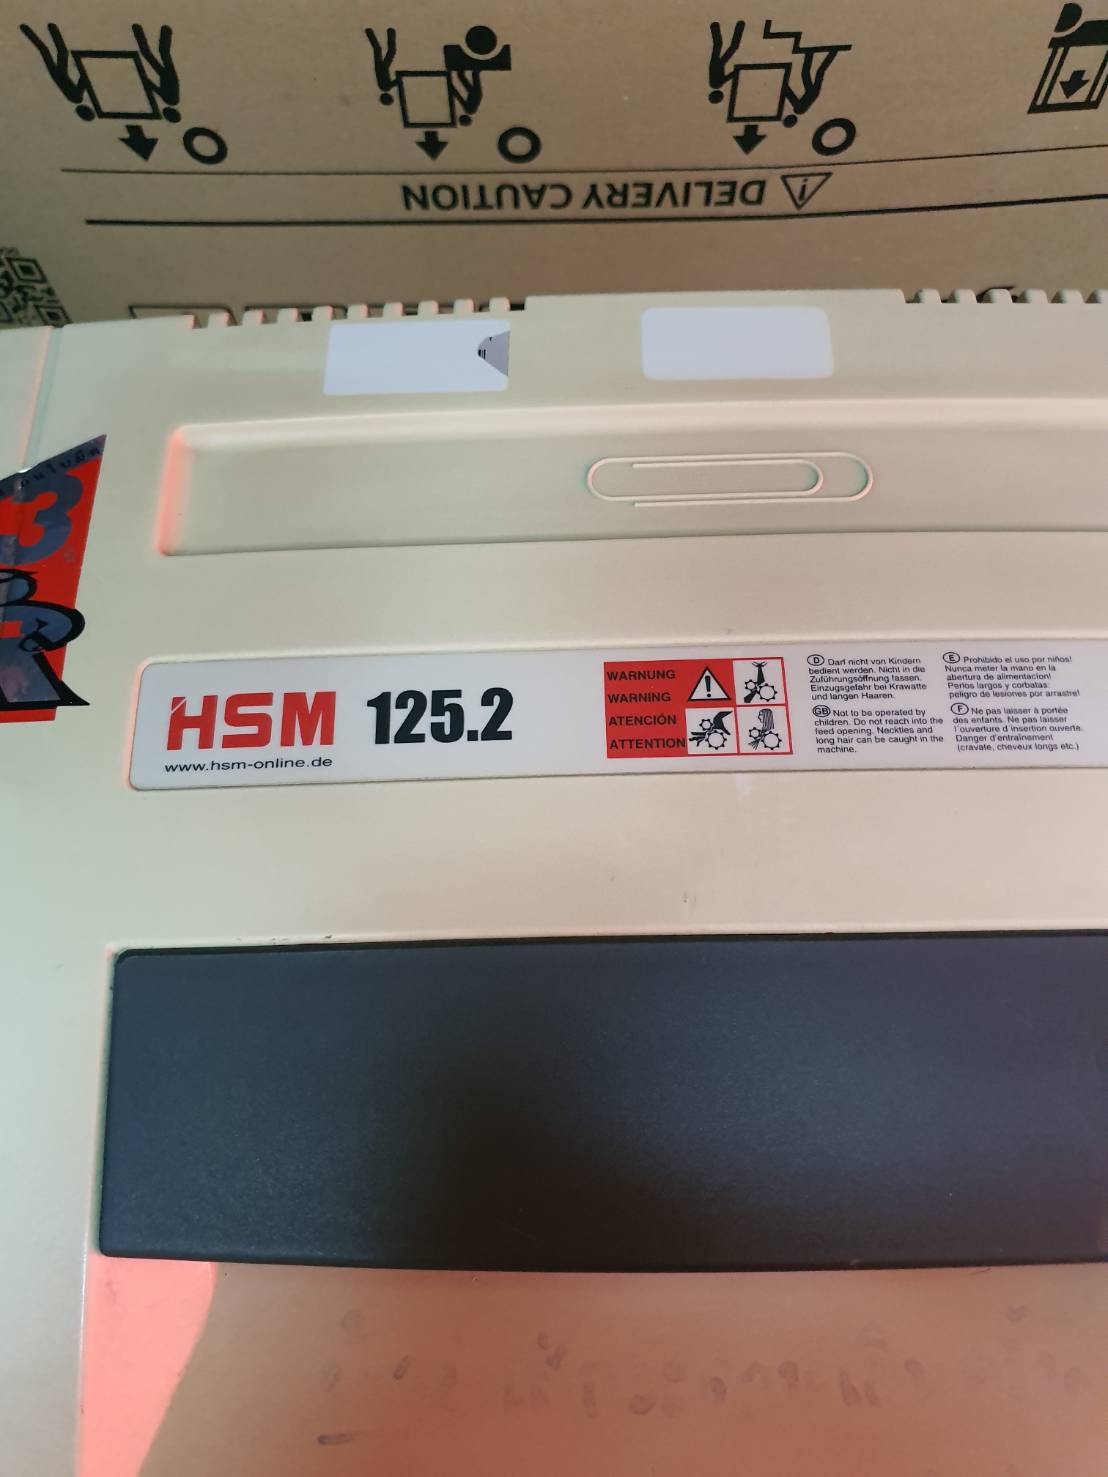 DELIVERY CAUTION
3
HSM 125.2
www.hsm-online.de
WARNUNG
WARNING
ATENCIÓN
ATTENTION
D Darf nicht von Kindern
bedient werden. Nicht in die
Zuführungsöffnung fassen.
Einzugsgefahr bei Krawatte
und langen Haaren.
GB Not to be operated by
children. Do not reach into the
feed opening. Neckties and
long hair can be caught in the
machine.
E Prohibido el uso por niños!
Nunca meter la mano en la
abertura de alimentacion!
Perlos largos y corbatas:
peligro de lesiones por arrastre!
F Ne pas laisser à portée
des enfants. Ne pas laisser
l'ouverture d'insertion ouverte.
Danger d'entraînement
(cravate, cheveux longs etc.)